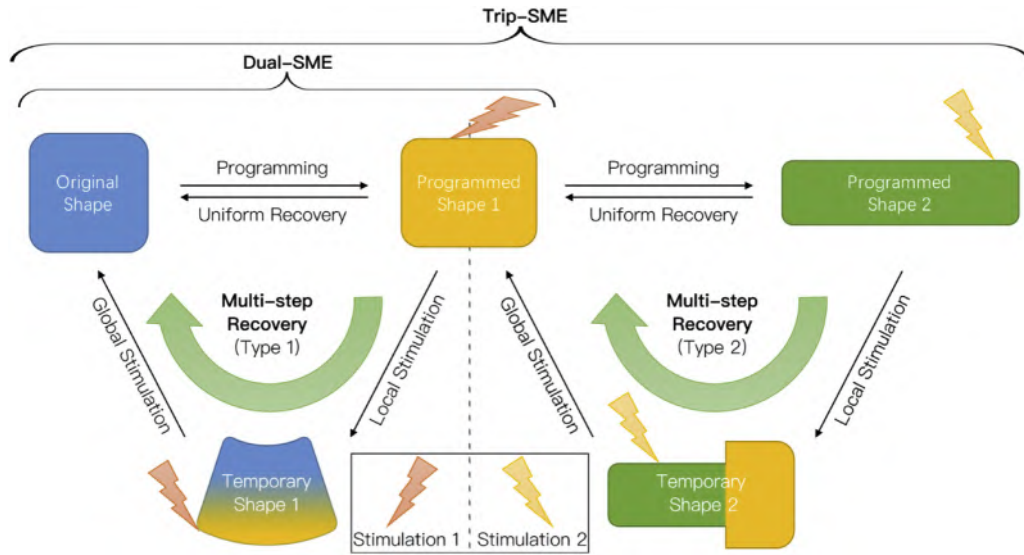 Trip-SME
Dual-SME
Original
Shape
Programming
Uniform Recovery
Programmed
Shape 1
Programming
Uniform Recovery
Programmed
Shape 2
Global Stimulation
Multi-step
Recovery
(Type 1)
Local Stimulation
Global Stimulation
Multi-step
Recovery
(Type 2)
Local Stimulation
Temporary
Shape 1
Stimulation 1
Stimulation 2
Temporary
Shape 2